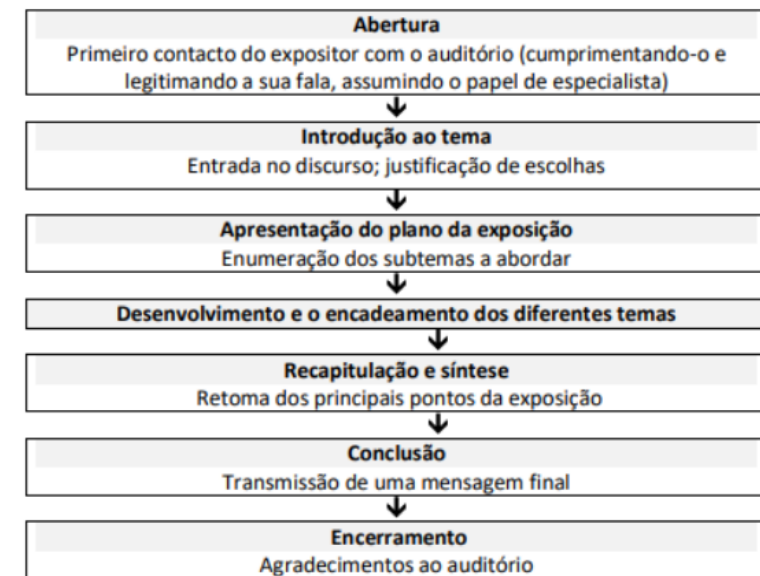 Abertura
Primeiro contacto do expositor com o auditório (cumprimentando-o e
legitimando a sua fala, assumindo o papel de especialista)
Introdução ao tema
Entrada no discurso; justificação de escolhas
Apresentação do plano da exposição
Enumeração dos subtemas a abordar
Desenvolvimento e o encadeamento dos diferentes temas
Recapitulação e síntese
Retoma dos principais pontos da exposição
Conclusão
Transmissão de uma mensagem final
Encerramento
Agradecimentos ao auditório